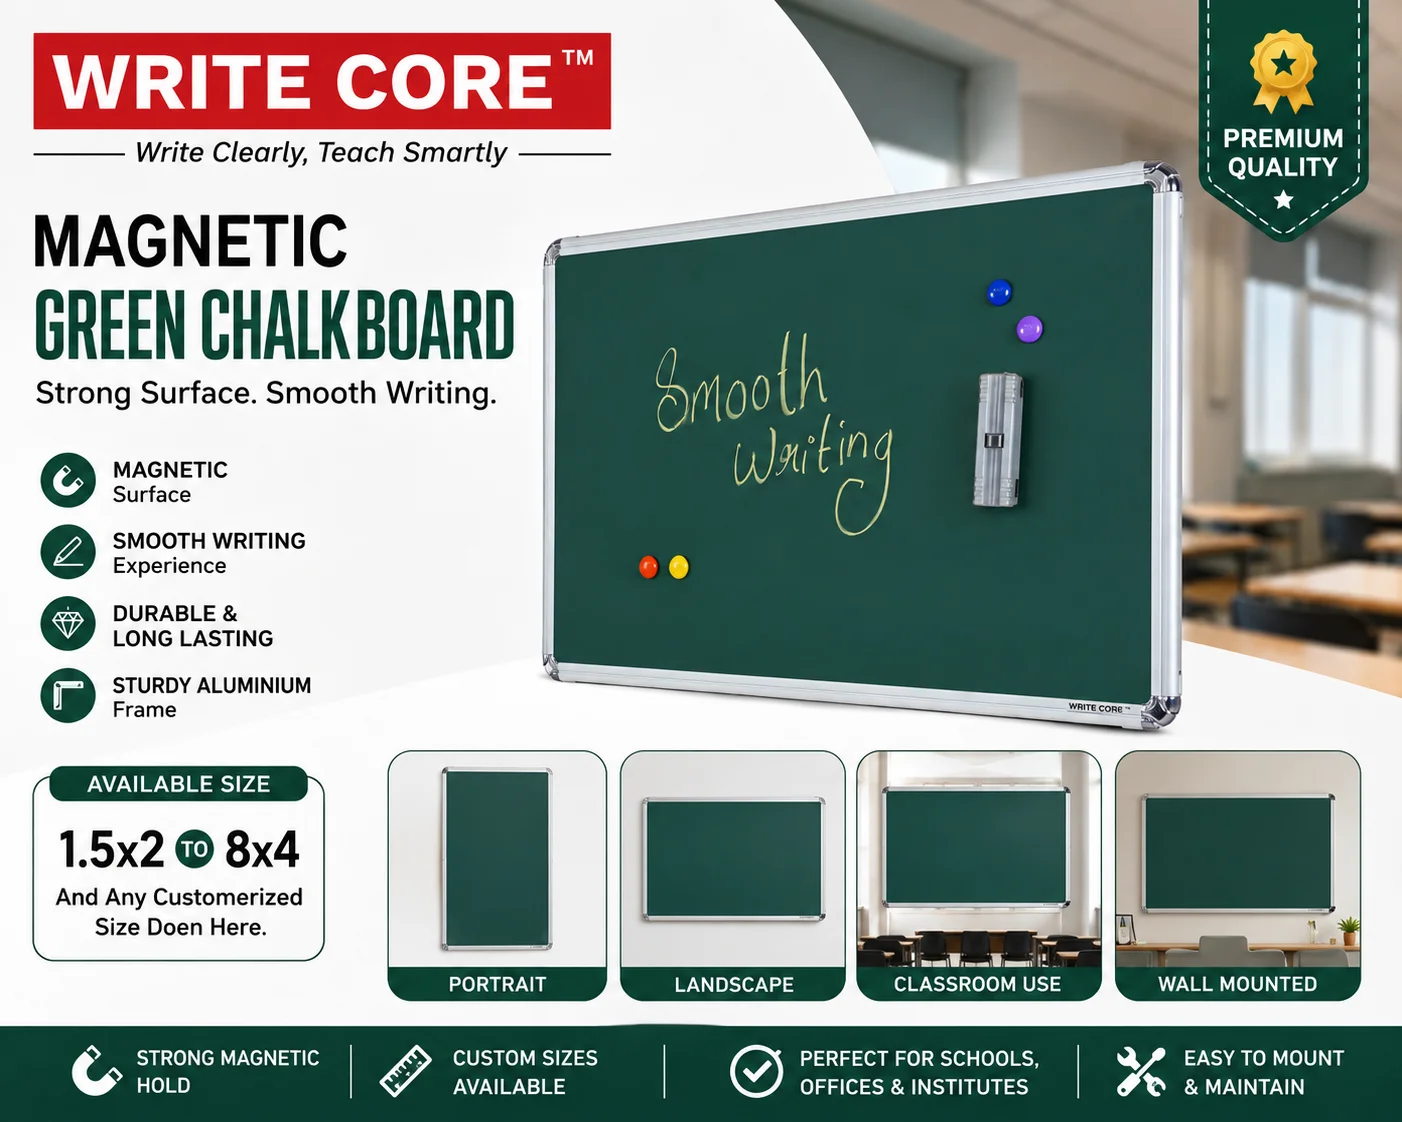 WRITE CORE™
Write Clearly, Teach Smartly
PREMIUM
QUALITY
MAGNETIC
GREEN CHALKBOARD
Strong Surface. Smooth Writing.
MAGNETIC
Surface
SMOOTH WRITING
Experience
DURABLE &
LONG LASTING
STURDY ALUMINIUM
Frame
Smooth
Writing
WRITE CORE™
AVAILABLE SIZE
1.5x2 TO 8x4
And Any Customerized
Size Doen Here.
PORTRAIT
LANDSCAPE
CLASSROOM USE
WALL MOUNTED
STRONG MAGNETIC
HOLD
CUSTOM SIZES
AVAILABLE
PERFECT FOR SCHOOLS,
OFFICES & INSTITUTES
EASY TO MOUNT
& MAINTAIN